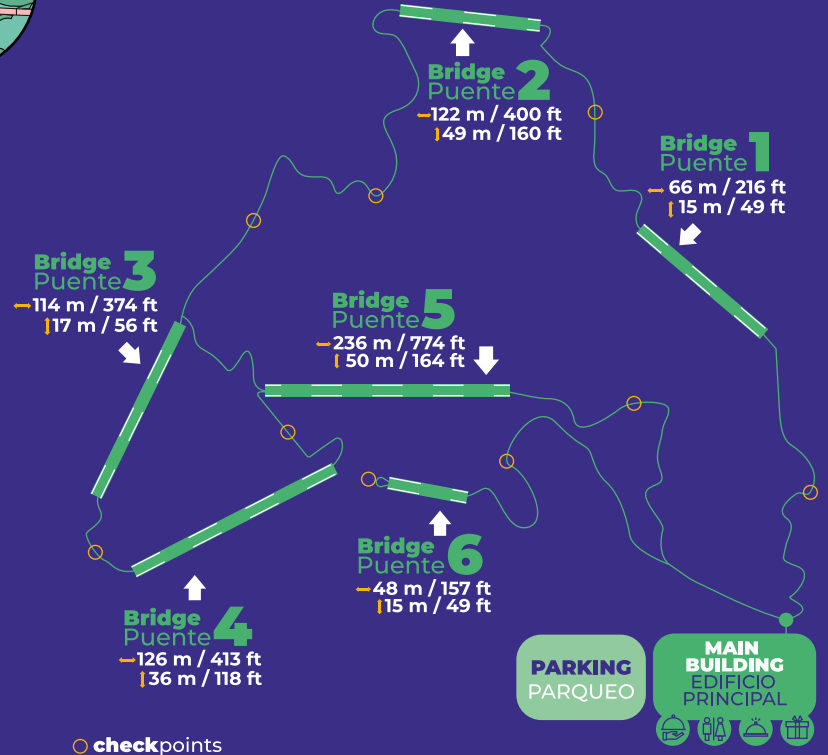 Bridge
Puente 2
122 m / 400 ft
49 m / 160 ft
Bridge
Puente 1
66 m / 216 ft
15 m / 49 ft
Bridge
Puente 3
114 m / 374 ft
17 m / 56 ft
Bridge
Puente 5
236 m / 774 ft
50 m / 164 ft
Bridge
Puente 6
48 m / 157 ft
15 m / 49 ft
Bridge
Puente 4
126 m / 413 ft
36 m / 118 ft
PARKING
PARQUEO
MAIN
BUILDING
EDIFICIO
PRINCIPAL
checkpoints